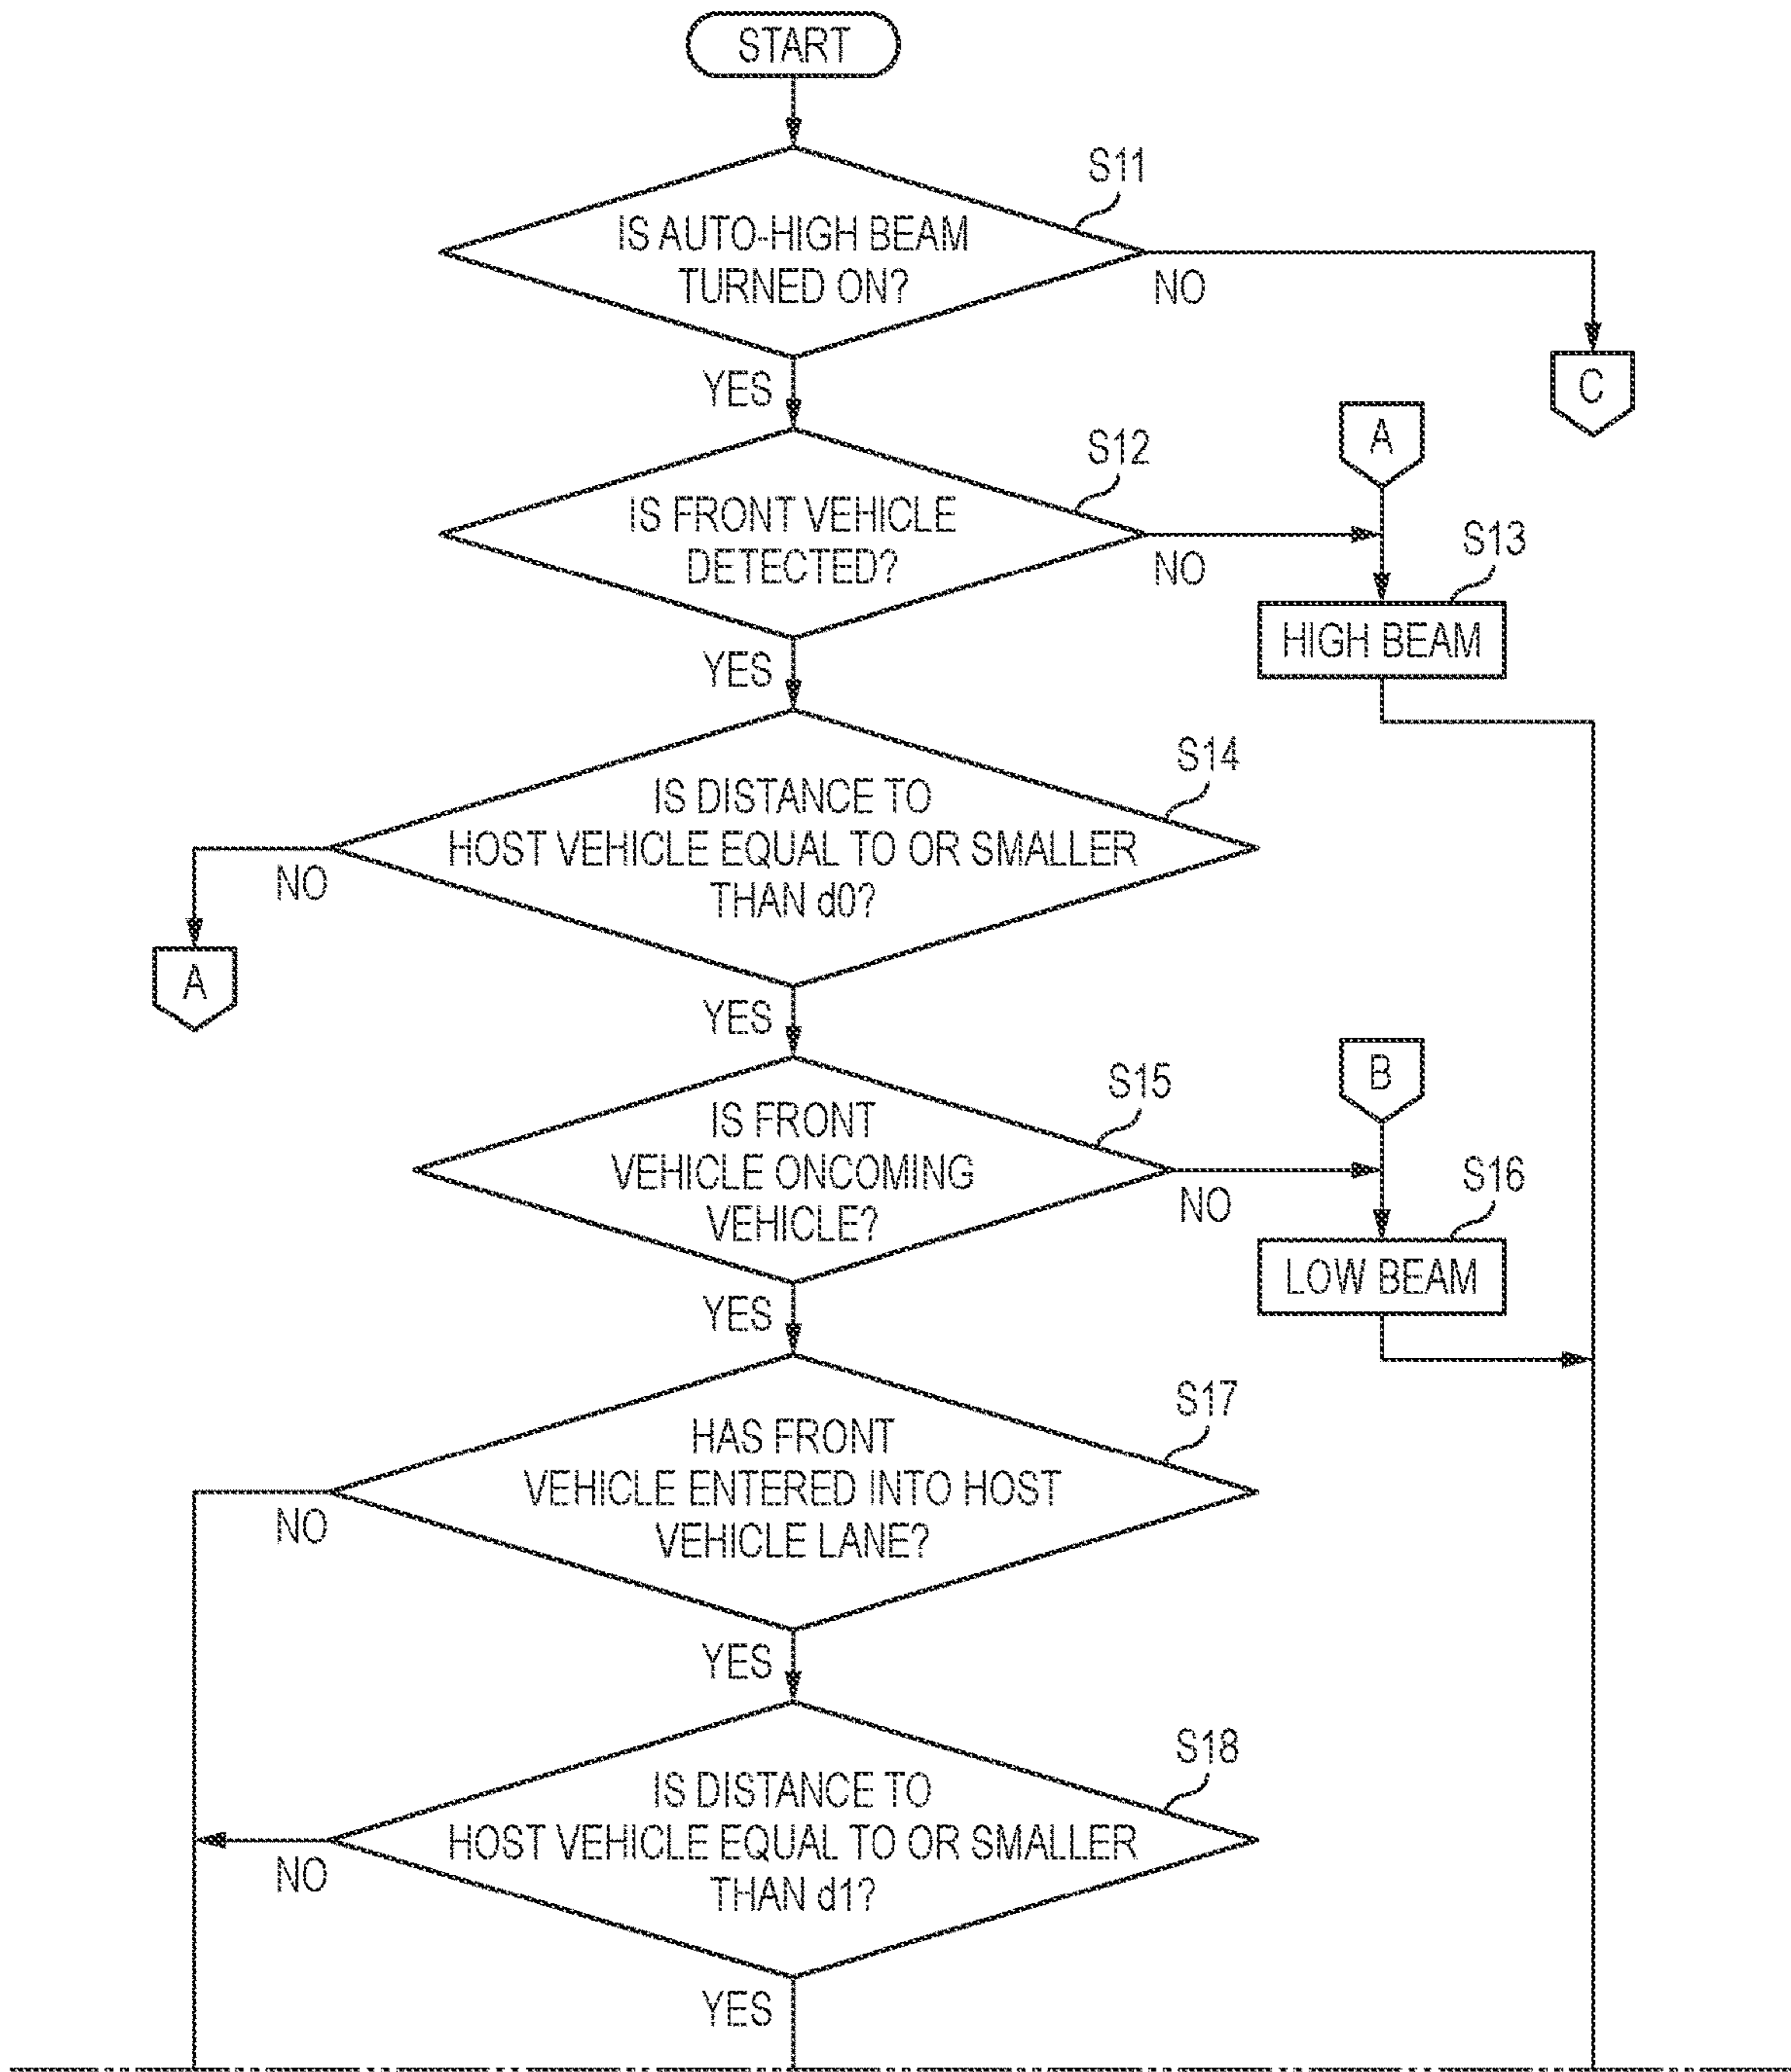 START
S11
IS AUTO-HIGH BEAM
TURNED ON?
NO
YES
C
A
S12
IS FRONT VEHICLE
DETECTED?
NO
S13
HIGH BEAM
YES
S14
IS DISTANCE TO
HOST VEHICLE EQUAL TO OR SMALLER
THAN d0?
NO
A
YES
B
S15
IS FRONT
VEHICLE ONCOMING
VEHICLE?
NO
S16
LOW BEAM
YES
S17
HAS FRONT
VEHICLE ENTERED INTO HOST
VEHICLE LANE?
NO
YES
S18
IS DISTANCE TO
HOST VEHICLE EQUAL TO OR SMALLER
THAN d1?
NO
YES